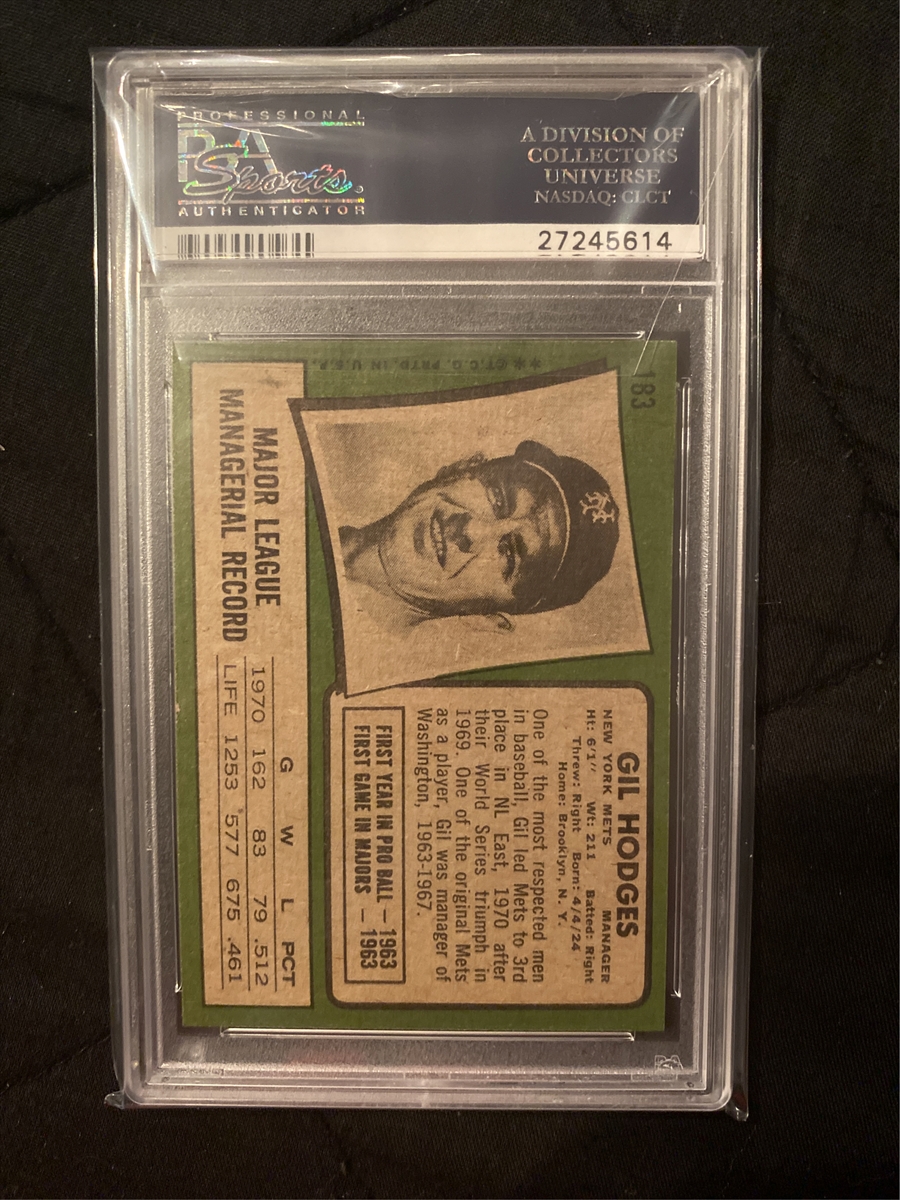 PROFESSIONAL
PSA
Sports
AUTHENTICATOR
A DIVISION OF
COLLECTORS
UNIVERSE
NASDAQ: CLCT
27245614
183
**©T.C.G. PRTD. IN U.S.A.
NY
GIL HODGES
NEW YORK METS MANAGER
Ht: 6'1" Wt: 211 Batted: Right
Threw: Right Born: 4/4/24
Home: Brooklyn, N. Y.
One of the most respected men
in baseball, Gil led Mets to 3rd
place in NL East, 1970 after
their World Series triumph in
1969. One of the original Mets
as a player, Gil was manager of
Washington, 1963-1967.
FIRST YEAR IN PRO BALL — 1963
FIRST GAME IN MAJORS — 1963
MAJOR LEAGUE
MANAGERIAL RECORD
G W L PCT
1970 162 83 79 .512
LIFE 1253 577 675 .461
PSA